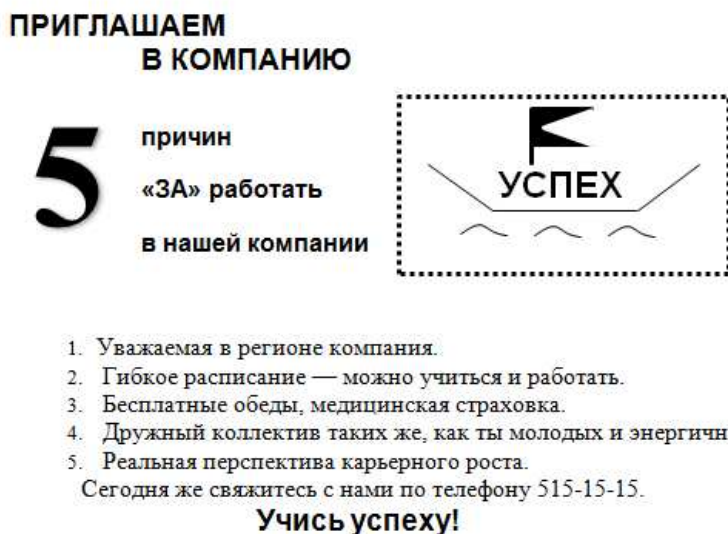 ПРИГЛАШАЕМ
В КОМПАНИЮ
5
причин
«ЗА» работать
в нашей компании
УСПЕХ
1. Уважаемая в регионе компания.
2. Гибкое расписание — можно учиться и работать.
3. Бесплатные обеды, медицинская страховка.
4. Дружный коллектив таких же, как ты молодых и
5. Реальная перспектива карьерного роста.
Сегодня же свяжитесь с нами по телефону 515-15-15.
Учись успеху!